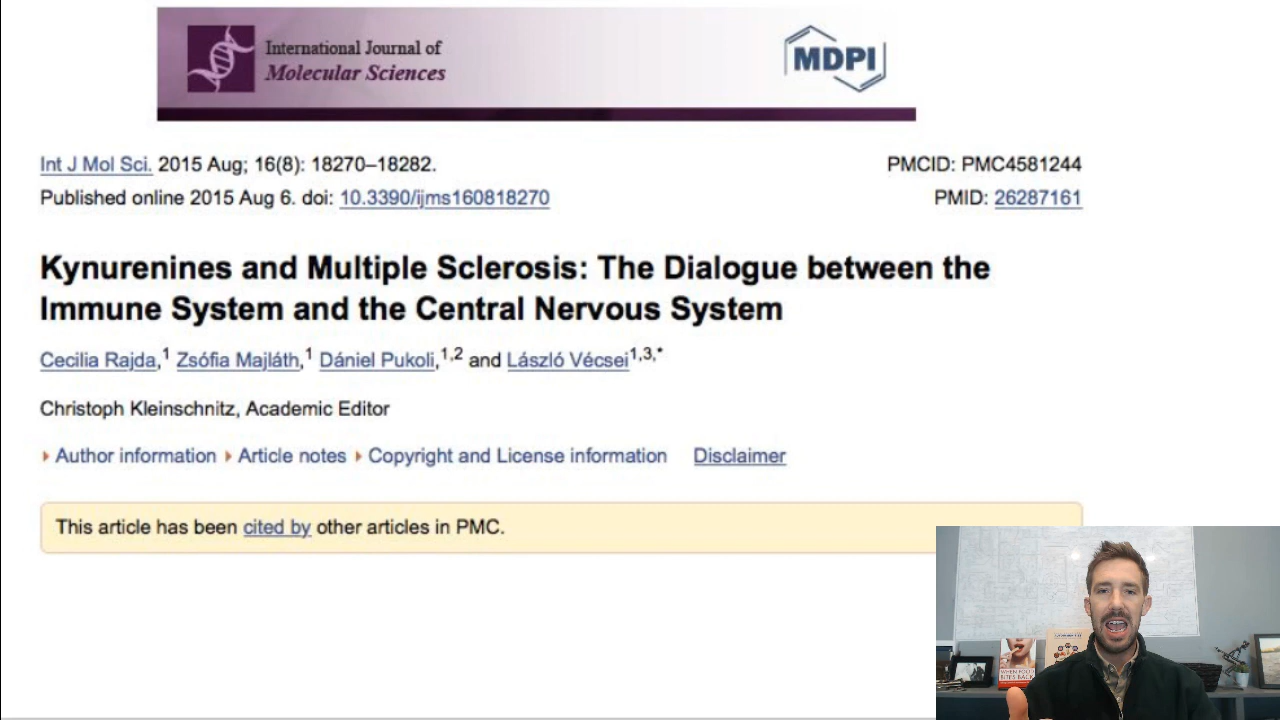 International Journal of
Molecular Sciences
MDPI
Int J Mol Sci. 2015 Aug; 16(8): 18270–18282.
PMCID: PMC4581244
Published online 2015 Aug 6. doi: 10.3390/ijms160818270
PMID: 26287161
Kynurenines and Multiple Sclerosis: The Dialogue between the
Immune System and the Central Nervous System
Cecilia Rajda,1 Zsófia Majláth,1 Dániel Pukoli,1,2 and László Vécsei1,3,*
Christoph Kleinschnitz, Academic Editor
Author information Article notes Copyright and License information Disclaimer
This article has been cited by other articles in PMC.
WHEN FOOD
BITES BACK